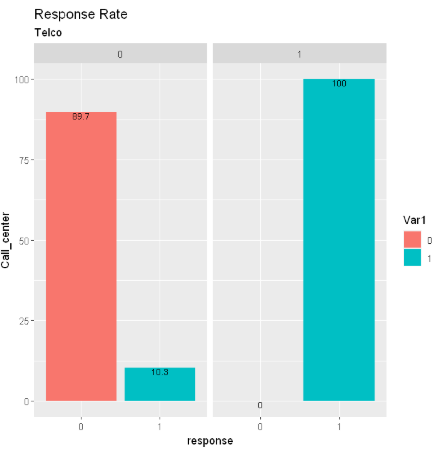 Response Rate
Telco
0 1
100
75
50
25
0
Call_center
89.7
10.3
0
100
0 1 0 1
response
Var1
0
1